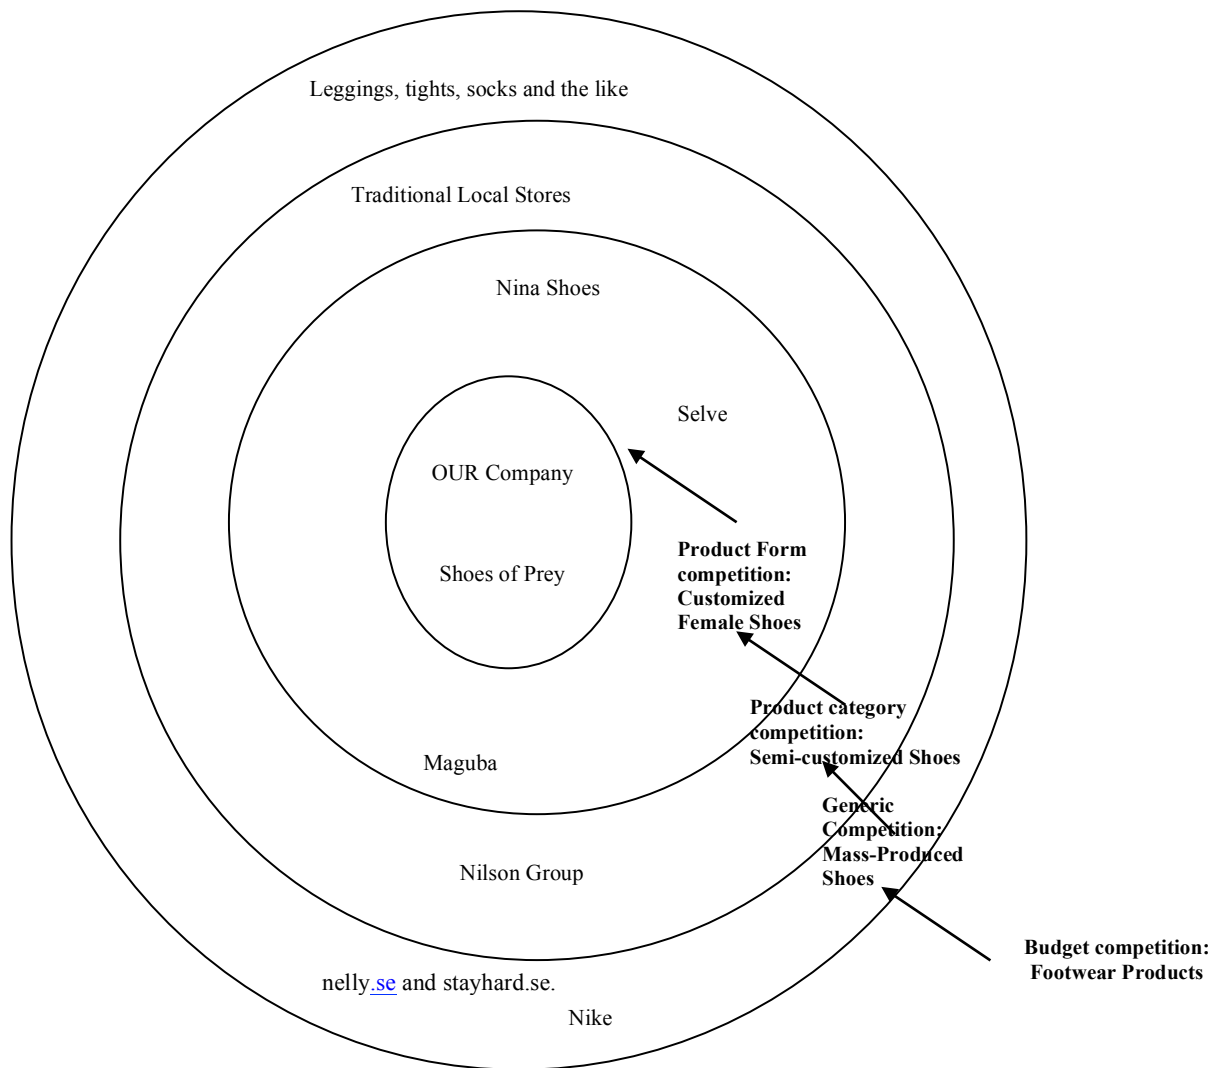 Leggings, tights, socks and the like
Traditional Local Stores
Nina Shoes
Selve
OUR Company
Shoes of Prey
Product Form
competition:
Customized
Female Shoes
Product category
competition:
Semi-customized Shoes
Maguba
Generic
Competition:
Mass-Produced
Shoes
Nilson Group
Budget competition:
Footwear Products
nelly.se and stayhard.se.
Nike